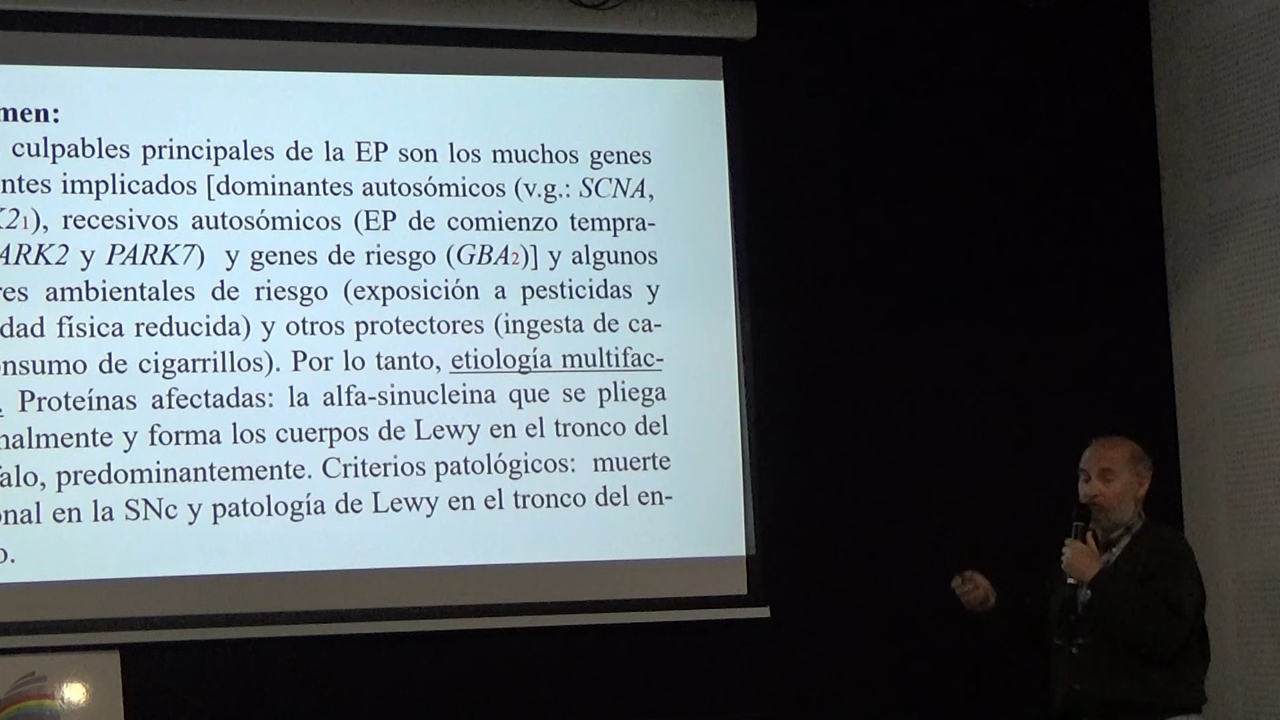 men:
culpables principales de la EP son los muchos genes
ntes implicados [dominantes autosómicos (v.g.: SCNA,
K21), recesivos autosómicos (EP de comienzo tempra-
ARK2 y PARK7) y genes de riesgo (GBA2)] y algunos
res ambientales de riesgo (exposición a pesticidas y
dad física reducida) y otros protectores (ingesta de ca-
nsumo de cigarrillos). Por lo tanto, etiología multifac-
. Proteínas afectadas: la alfa-sinucleina que se pliega
nalmente y forma los cuerpos de Lewy en el tronco del
falo, predominantemente. Criterios patológicos: muerte
onal en la SNc y patología de Lewy en el tronco del en-
o.